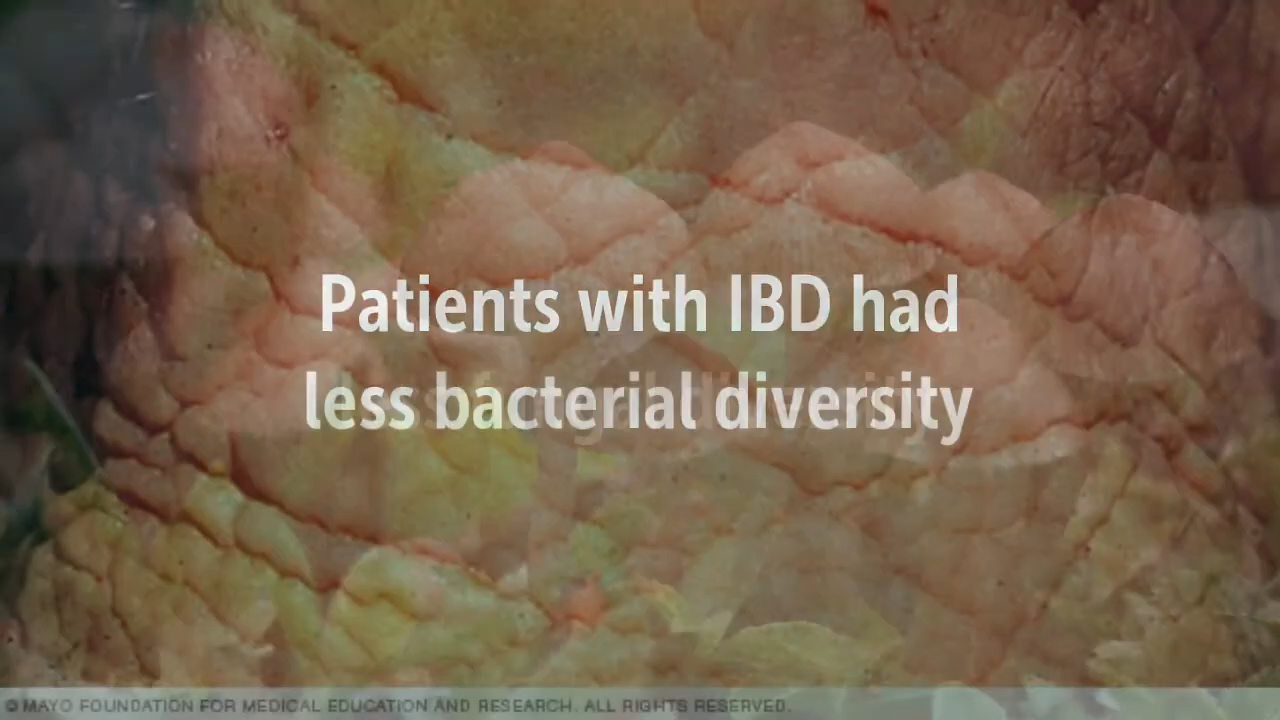 Patients with IBD had
less bacterial diversity
© MAYO FOUNDATION FOR MEDICAL EDUCATION AND RESEARCH. ALL RIGHTS RESERVED.